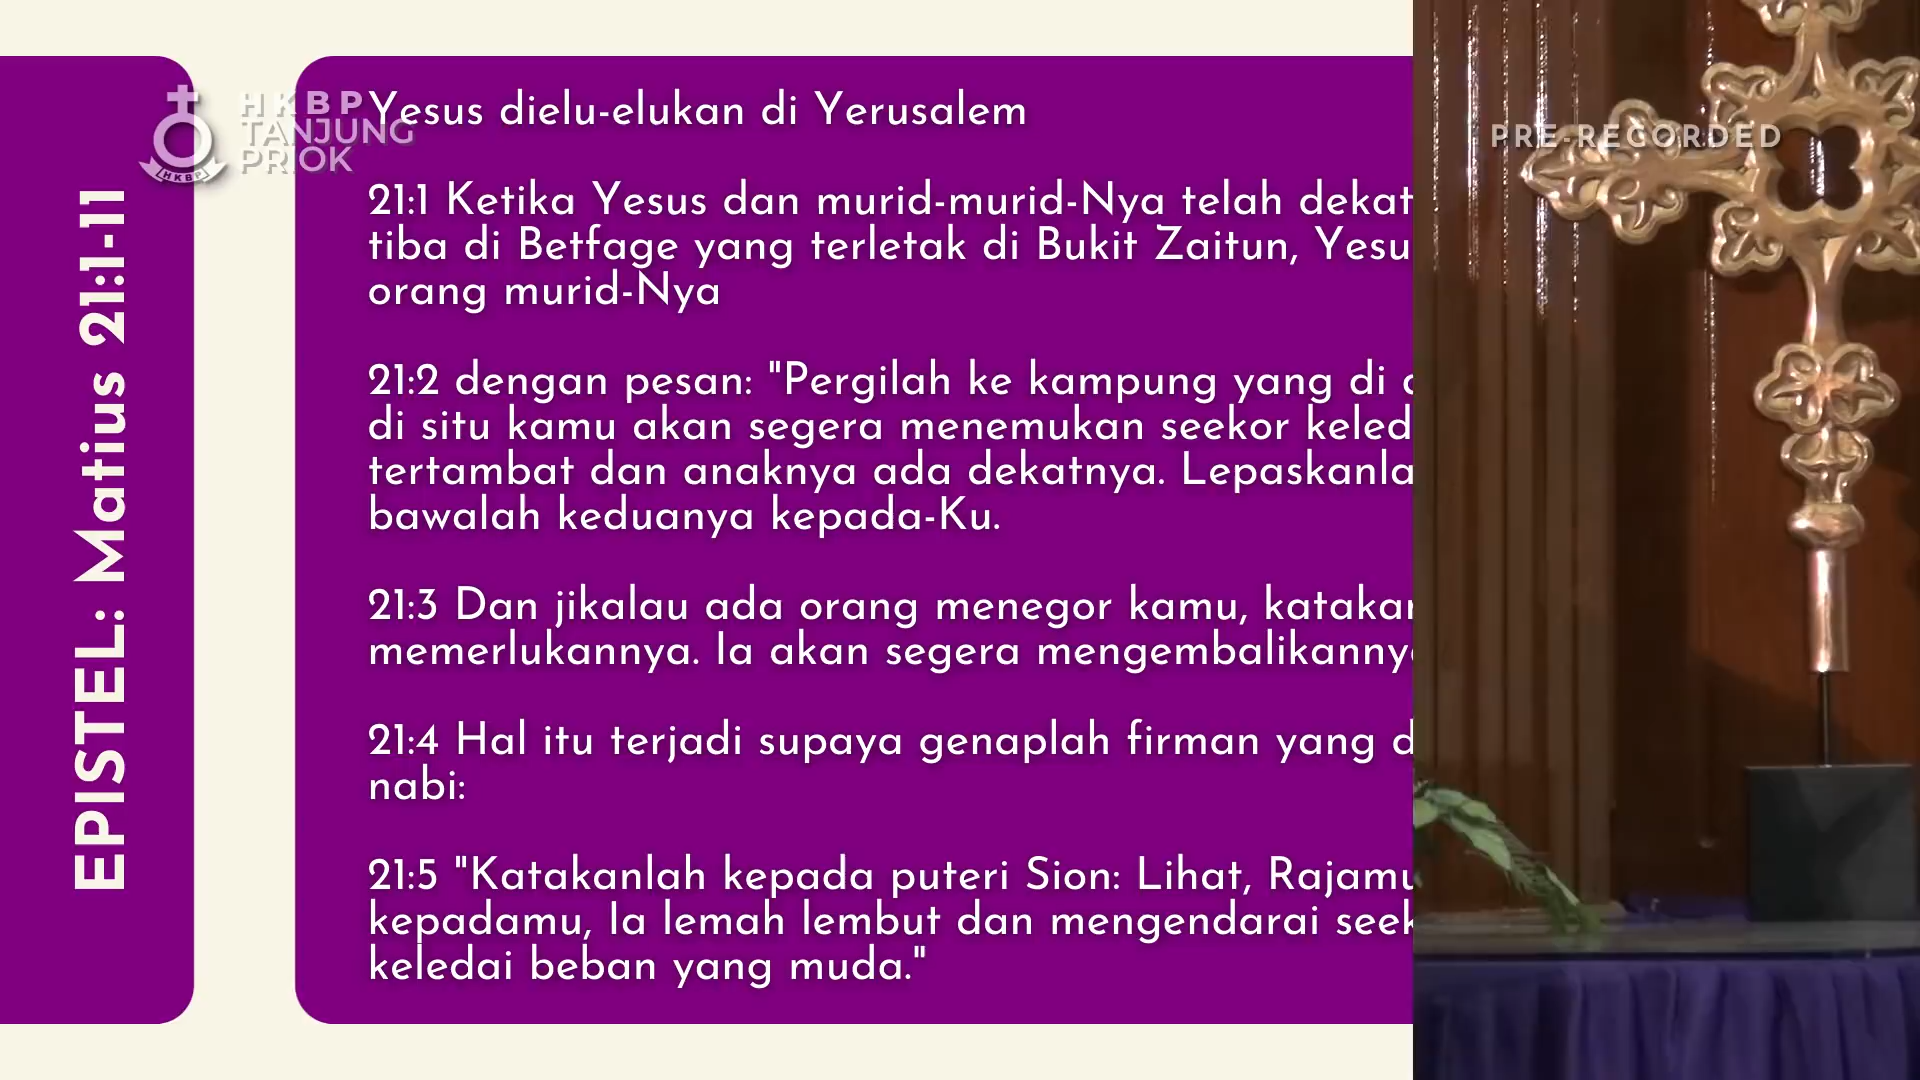 EPISTEL: Matius 21:1-11
HKBP
TANJUNG
PRIOK
HKBP
PRE-RECORDED
Yesus dielu-elukan di Yerusalem
21:1 Ketika Yesus dan murid-murid-Nya telah dekat
tiba di Betfage yang terletak di Bukit Zaitun, Yesu
orang murid-Nya
21:2 dengan pesan: "Pergilah ke kampung yang di
di situ kamu akan segera menemukan seekor keled
tertambat dan anaknya ada dekatnya. Lepaskanla
bawalah keduanya kepada-Ku.
21:3 Dan jikalau ada orang menegor kamu, katakan
memerlukannya. Ia akan segera mengembalikannya
21:4 Hal itu terjadi supaya genaplah firman yang d
nabi:
21:5 "Katakanlah kepada puteri Sion: Lihat, Rajamu
kepadamu, Ia lemah lembut dan mengendarai seek
keledai beban yang muda."